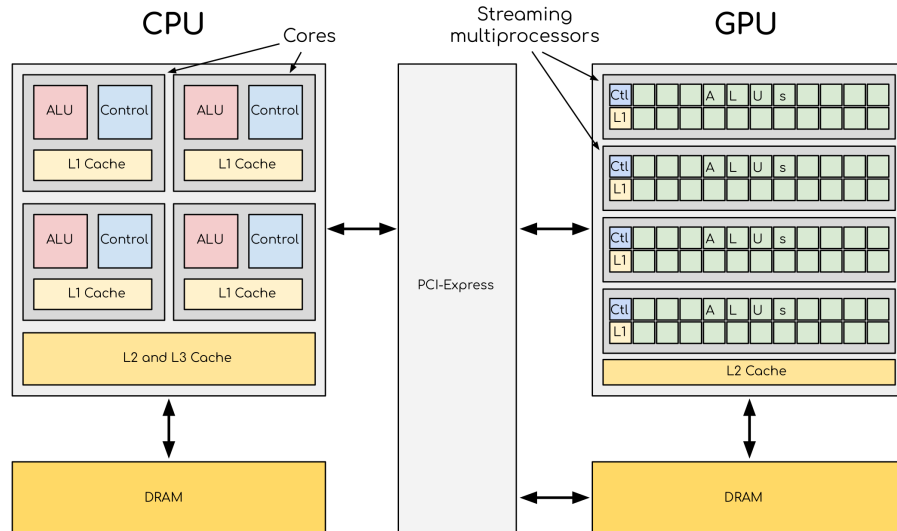 CPU
Cores
Streaming
multiprocessors
GPU
ALU
Control
L1 Cache
ALU
Control
L1 Cache
ALU
Control
L1 Cache
ALU
Control
L1 Cache
L2 and L3 Cache
DRAM
PCI-Express
Ctl
A L U s
L1
Ctl
A L U s
L1
Ctl
A L U s
L1
Ctl
A L U s
L1
L2 Cache
DRAM